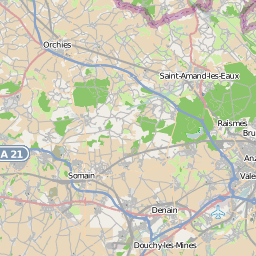 Orchies
Saint-Amand-les-Eaux
Raismes
Bru
A 21
Anz
Somain
Vale
Denain
Douchy-les-Mines